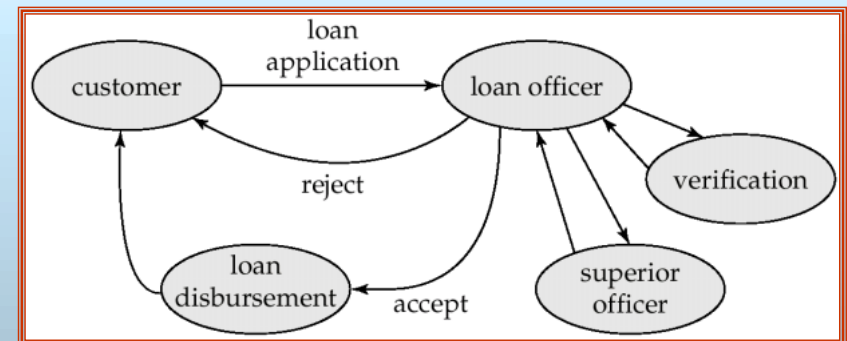 loan
application
customer
loan officer
reject
verification
loan
disbursement
accept
superior
officer